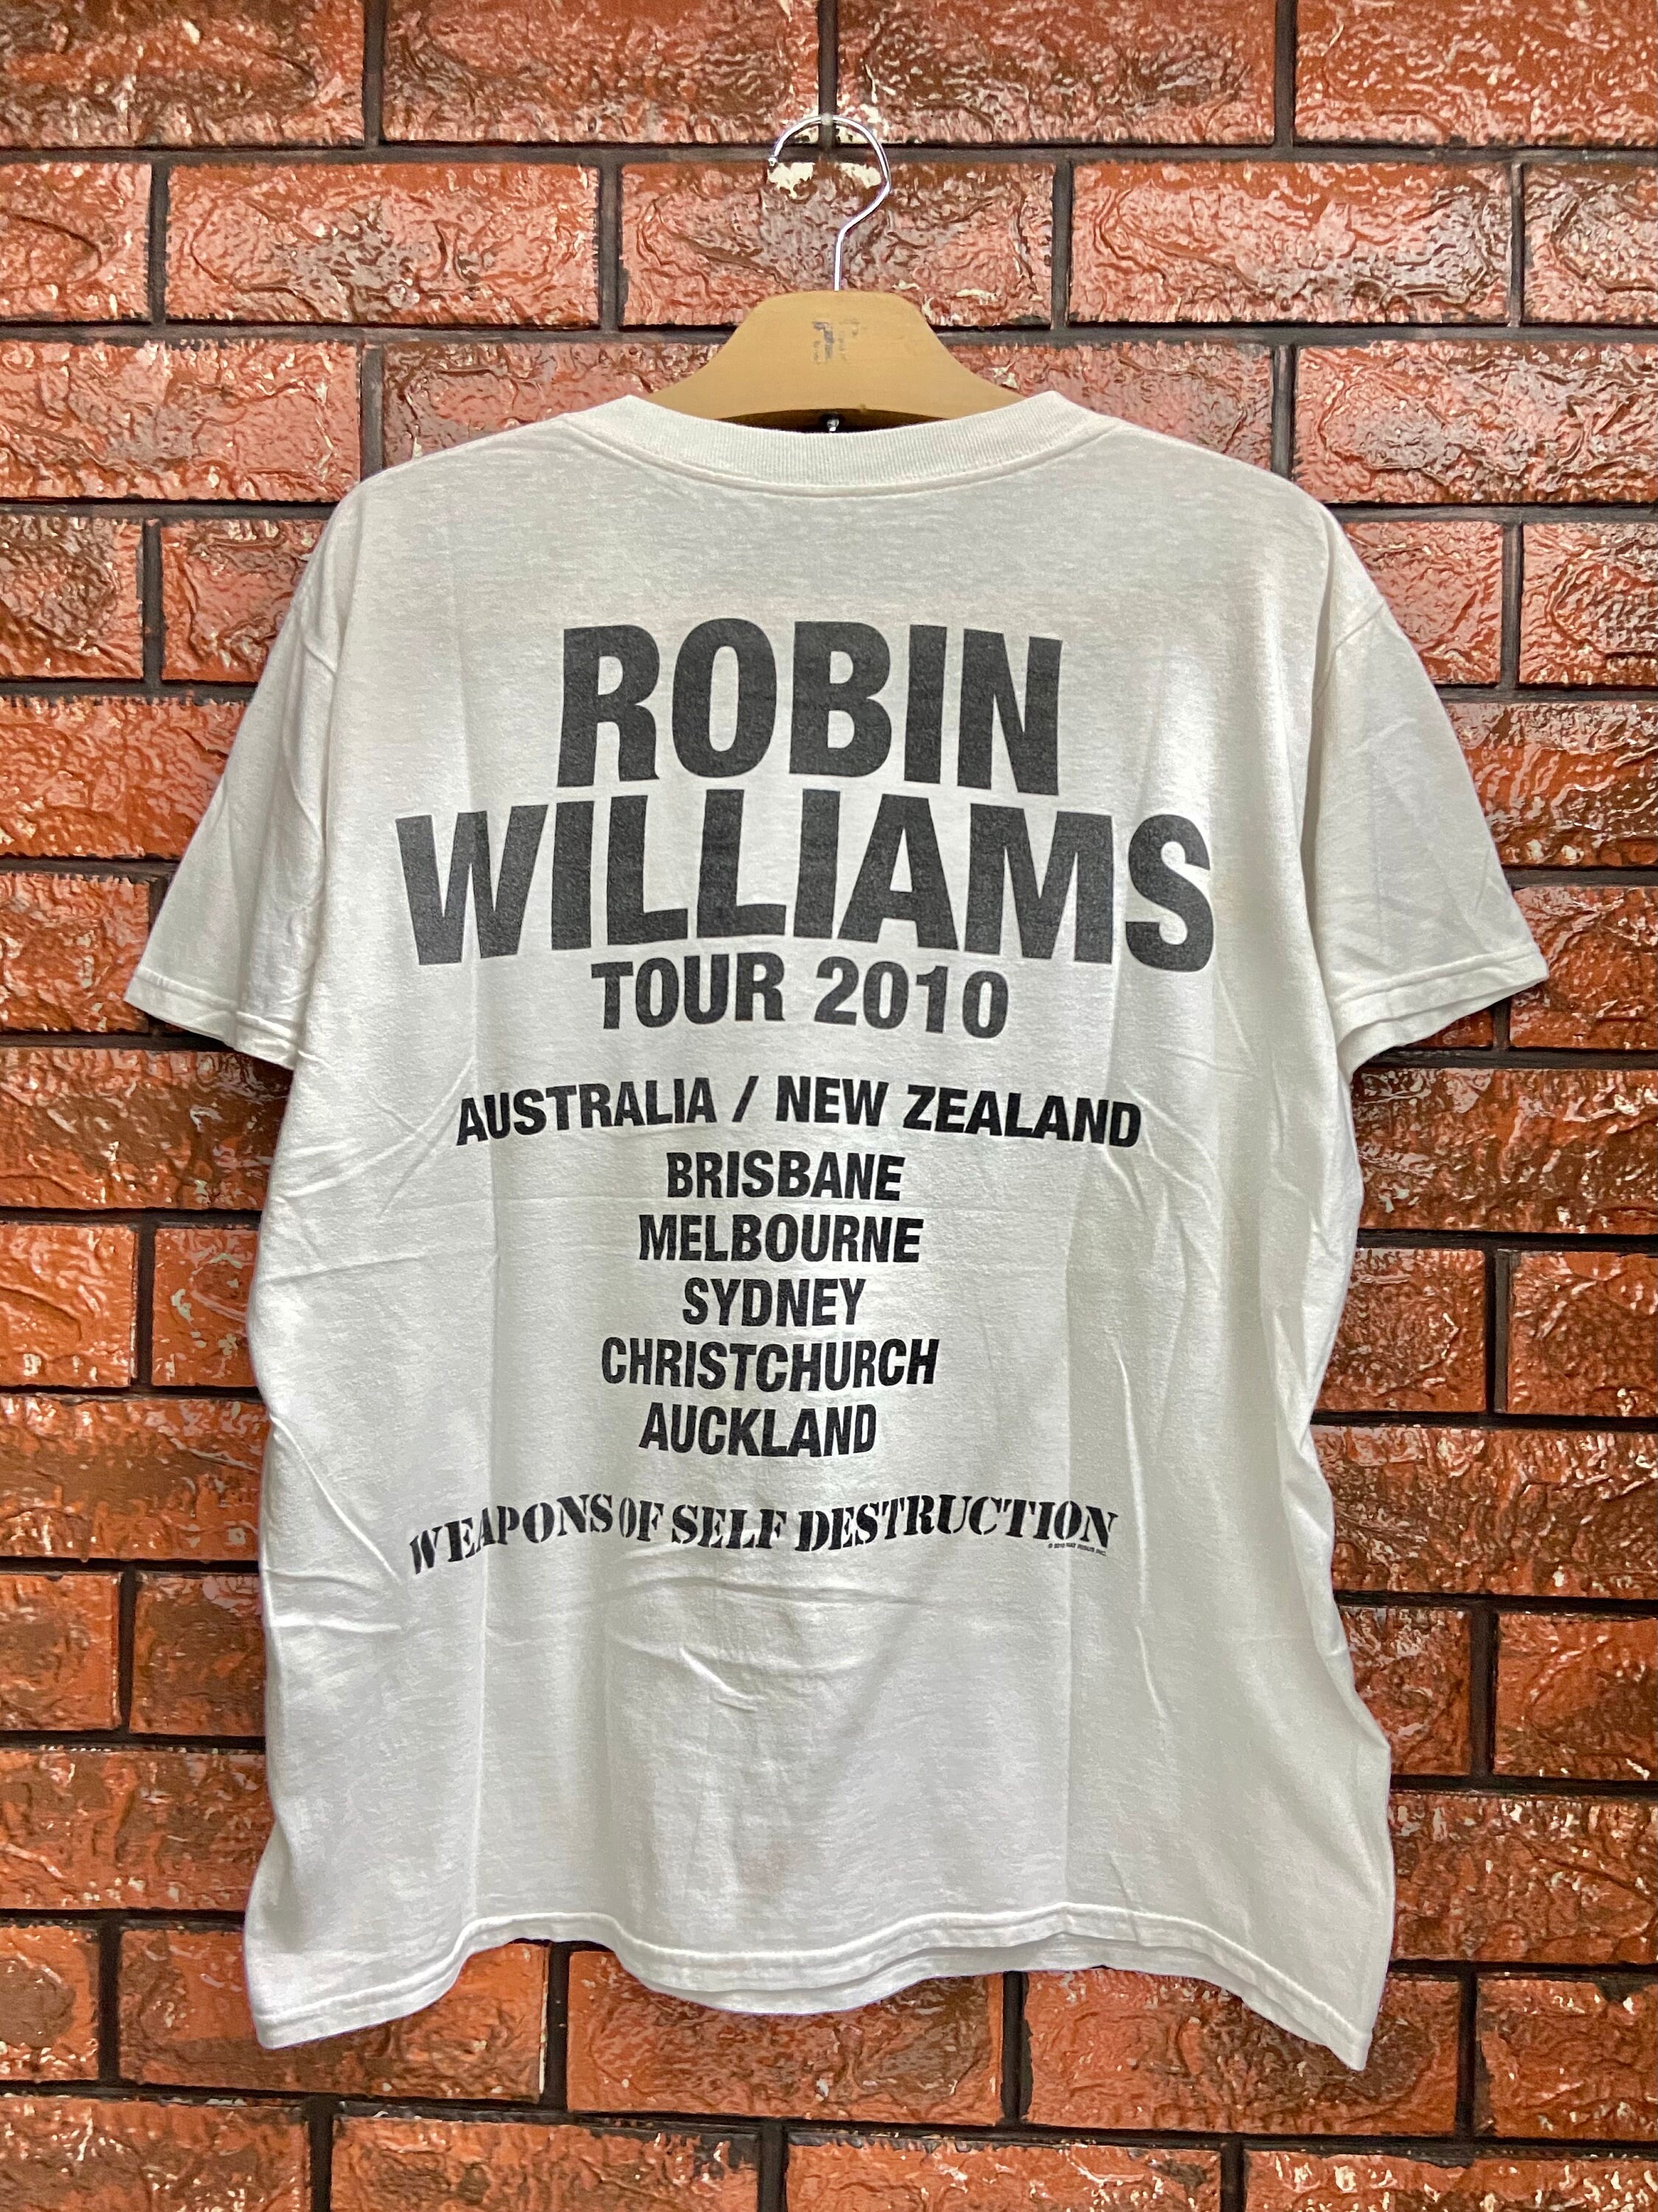 ROBIN
WILLIAMS
TOUR 2010
AUSTRALIA / NEW ZEALAND
BRISBANE
MELBOURNE
SYDNEY
CHRISTCHURCH
AUCKLAND
WEAPONS OF SELF DESTRUCTION